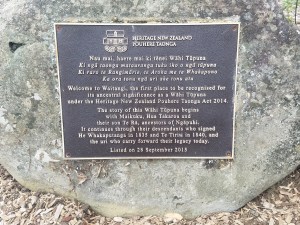 HERITAGE NEW ZEALAND
POUHERE TAONGA
Nau mai, haere mai ki tēnei Wāhi Tūpuna
Ki ngā taonga matauranga tuku iho o ngā tūpuna
Ki raro te Rangimārie, te Aroha me te Whakapono
Ka ora tonu ngā uri ake tonu atu
Welcome to Waitangi, the first place to be recognised for
its ancestral significance as a Wāhi Tūpuna
under the Heritage New Zealand Pouhere Taonga Act 2014.
The story of this Wāhi Tūpuna begins
with Maikuku, Hua Takaroa and
their son Te Rā, ancestors of Ngāpuhi.
It continues through their descendants who signed
He Whakaputanga in 1835 and Te Tiriti in 1840, and
the uri who carry forward their legacy today.
Listed on 29 September 2015